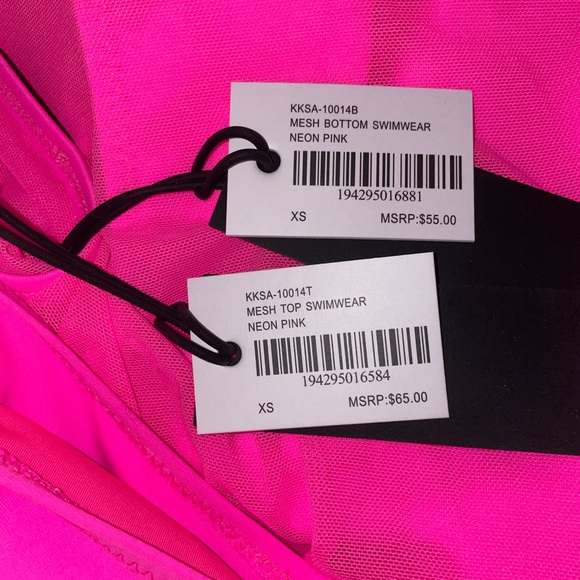 KKSA-10014B
MESH BOTTOM SWIMWEAR
NEON PINK
194295016881
XS MSRP:$55.00
KKSA-10014T
MESH TOP SWIMWEAR
NEON PINK
194295016584
XS MSRP:$65.00